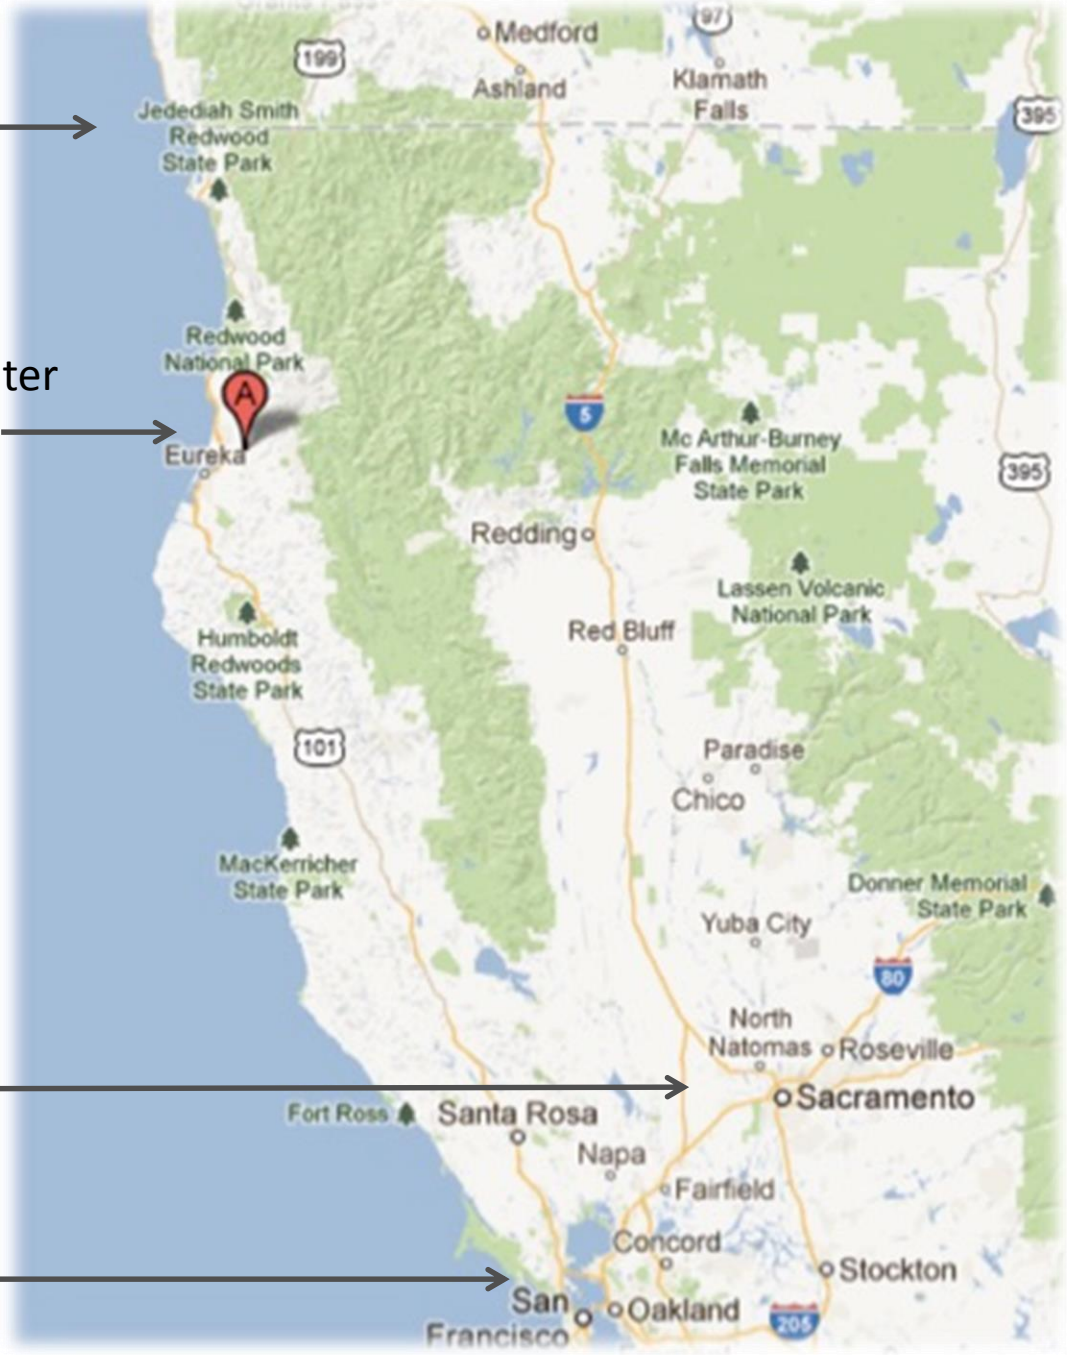 Medford
97
199
Ashland
Klamath
Falls
395
Jedediah Smith
Redwood
State Park
Redwood
National Park
ter
A
5
Mc Arthur-Burney
Falls Memorial
State Park
Eureka
395
Redding
Lassen Volcanic
National Park
Red Bluff
Humboldt
Redwoods
State Park
101
Paradise
Chico
MacKerricher
State Park
Donner Memorial
State Park
Yuba City
80
North
Natomas
Roseville
Sacramento
Fort Ross
Santa Rosa
Napa
Fairfield
Concord
Stockton
San
Francisco
Oakland
205